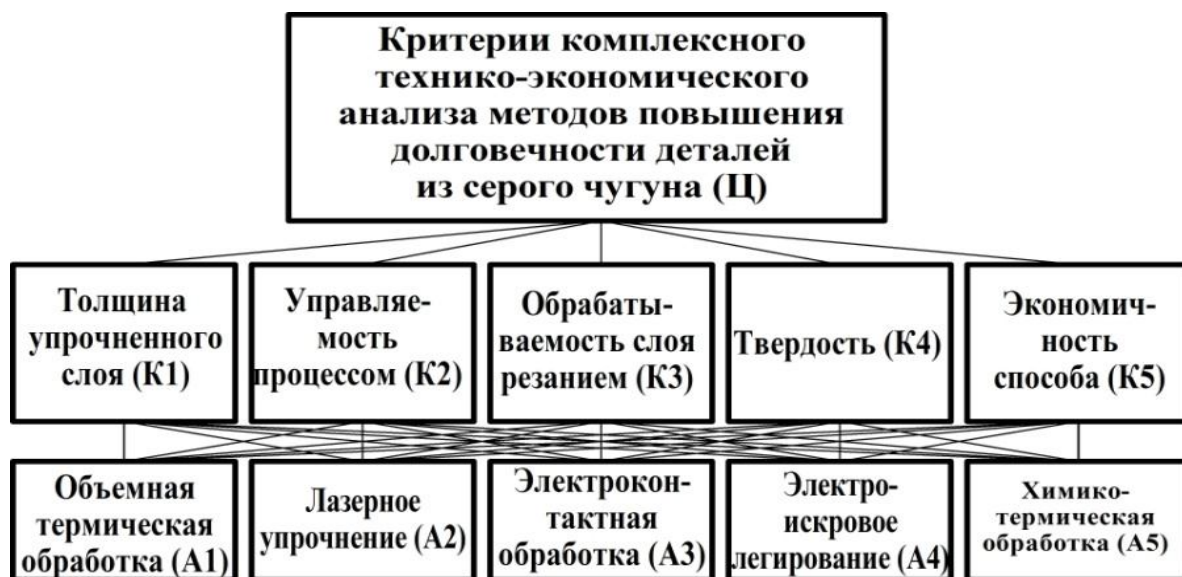 Критерии комплексного
технико-экономического
анализа методов повышения
долговечности деталей
из серого чугуна (Ц)
Толщина
упрочненного
слоя (К1)
Управляе-
мость
процессом (К2)
Обрабаты-
ваемость слоя
резанием (К3)
Твердость (К4)
Экономич-
ность
способа (К5)
Объемная
термическая
обработка (А1)
Лазерное
упрочнение (А2)
Электрокон-
тактная
обработка (А3)
Электро-
искровое
легирование (А4)
Химико-
термическая
обработка (А5)